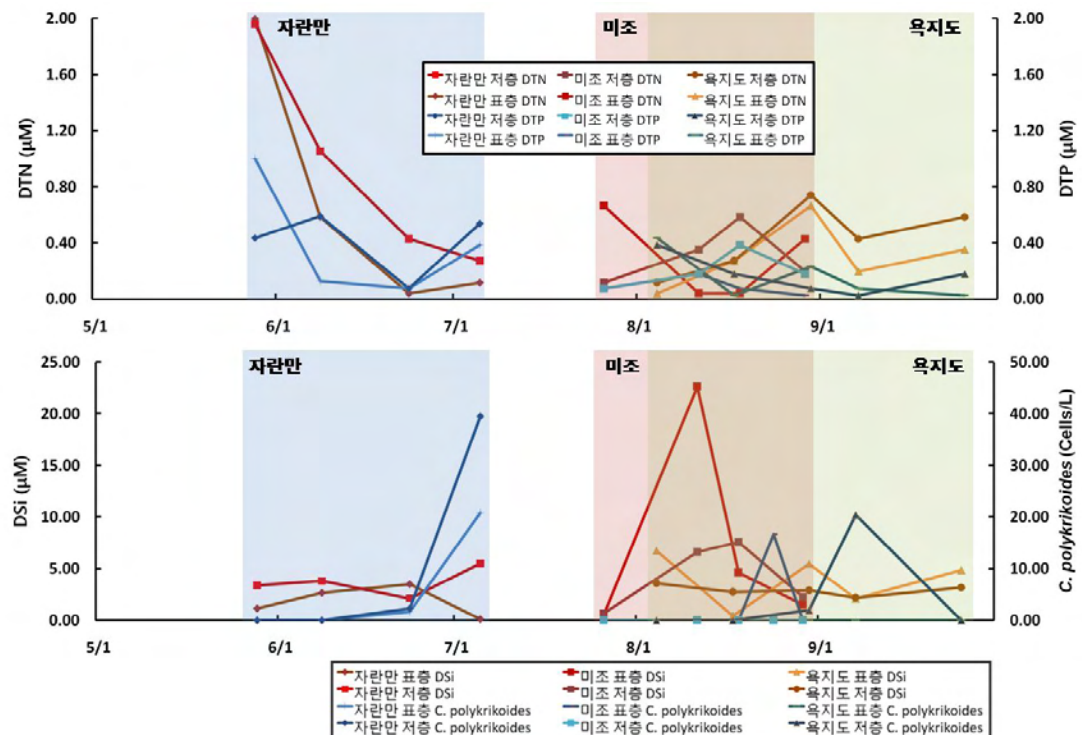 자란만 미조 욕지도
2.00 2.00
1.60 1.60
1.20 1.20
0.80 0.80
0.40 0.40
0.00 0.00
DTN (μM)
DTP (μM)
자란만 저층 DTN 미조 저층 DTN 욕지도 저층 DTN
자란만 표층 DTN 미조 표층 DTN 욕지도 표층 DTN
자란만 저층 DTP 미조 저층 DTP 욕지도 저층 DTP
자란만 표층 DTP 미조 표층 DTP 욕지도 표층 DTP
5/1 6/1 7/1 8/1 9/1
자란만 미조 욕지도
25.00 50.00
20.00 40.00
15.00 30.00
10.00 20.00
5.00 10.00
0.00 0.00
DSi (μM)
C. polykrikoides (Cells/L)
5/1 6/1 7/1 8/1 9/1
자란만 표층 DSi 미조 표층 DSi 욕지도 표층 DSi
자란만 저층 DSi 미조 저층 DSi 욕지도 저층 DSi
자란만 표층 C. polykrikoides 미조 표층 C. polykrikoides 욕지도 표층 C. polykrikoides
자란만 저층 C. polykrikoides 미조 저층 C. polykrikoides 욕지도 저층 C. polykrikoides